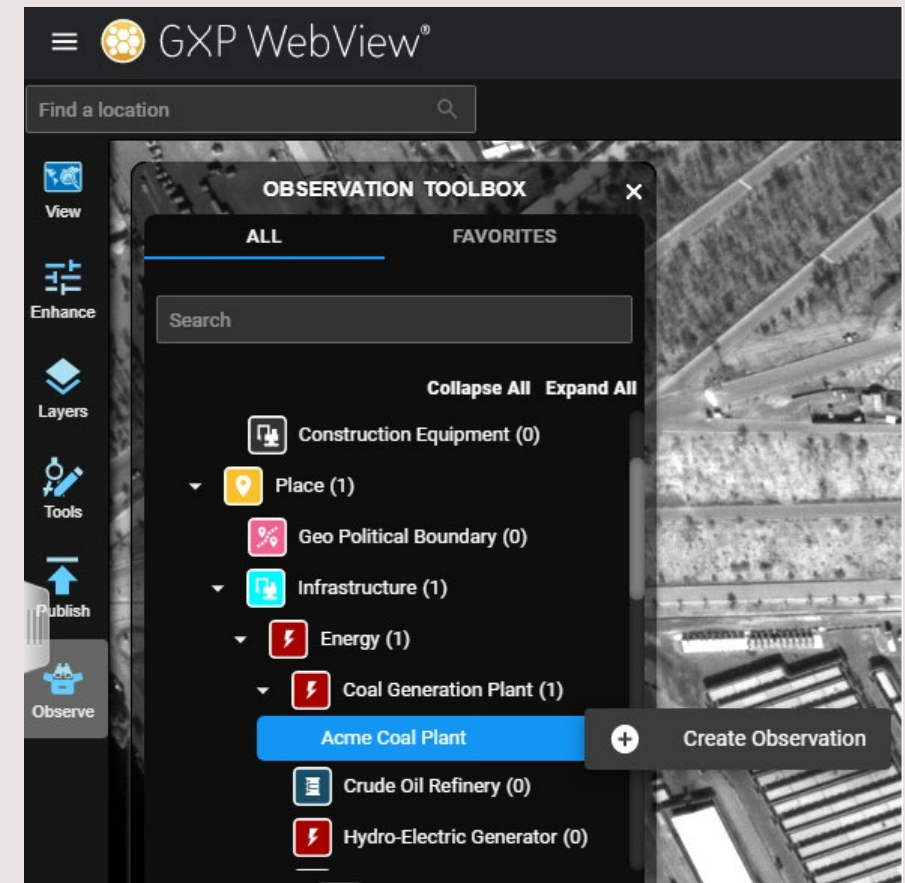 GXP WebView®
Find a location
View
Enhance
Layers
Tools
Publish
Observe
OBSERVATION TOOLBOX
ALL FAVORITES
Search
Collapse All Expand All
Construction Equipment (0)
Place (1)
Geo Political Boundary (0)
Infrastructure (1)
Energy (1)
Coal Generation Plant (1)
Acme Coal Plant
Create Observation
Crude Oil Refinery (0)
Hydro-Electric Generator (0)